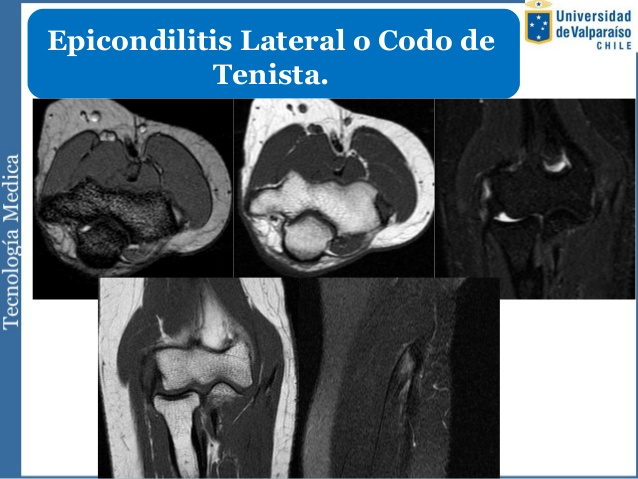 Epicondilitis Lateral o Codo de
Tenista.
Universidad
de Valparaíso
CHILE
Tecnología Medica